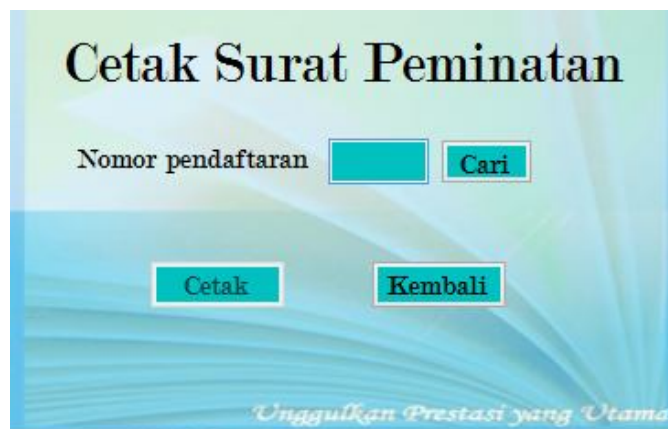 Cetak Surat Peminatan
Nomor pendaftaran Cari
Cetak Kembali
Unggulkan Prestasi yang Utama